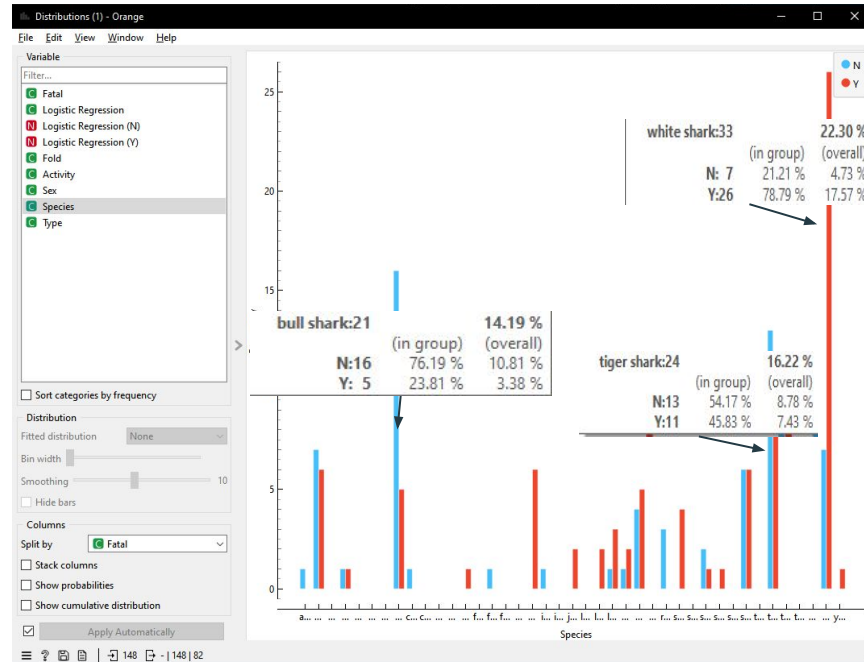 Distributions (1) - Orange
File Edit View Window Help
Variable
Filter...
C Fatal
C Logistic Regression
N Logistic Regression (N)
N Logistic Regression (Y)
C Fold
C Activity
C Sex
C Species
C Type
Sort categories by frequency
Distribution
Fitted distribution None
Bin width
Smoothing 10
Hide bars
Columns
Split by C Fatal
Stack columns
Show probabilities
Show cumulative distribution
Apply Automatically
148 - | 148 | 82
N
Y
25
20
15
5
0
white shark:33 22.30 %
(in group) (overall)
N: 7 21.21 % 4.73 %
Y:26 78.79 % 17.57 %
bull shark:21 14.19 %
(in group) (overall)
N:16 76.19 % 10.81 %
Y: 5 23.81 % 3.38 %
tiger shark:24 16.22 %
(in group) (overall)
N:13 54.17 % 8.78 %
Y:11 45.83 % 7.43 %
a... ... ... ... ... ... ... ... c... c... ... ... ... f... f... f... ... ... i... i... j... l... l... l... ... ... ... r... s... s... s... s... s... t... t... t... t... ... ... y...
Species